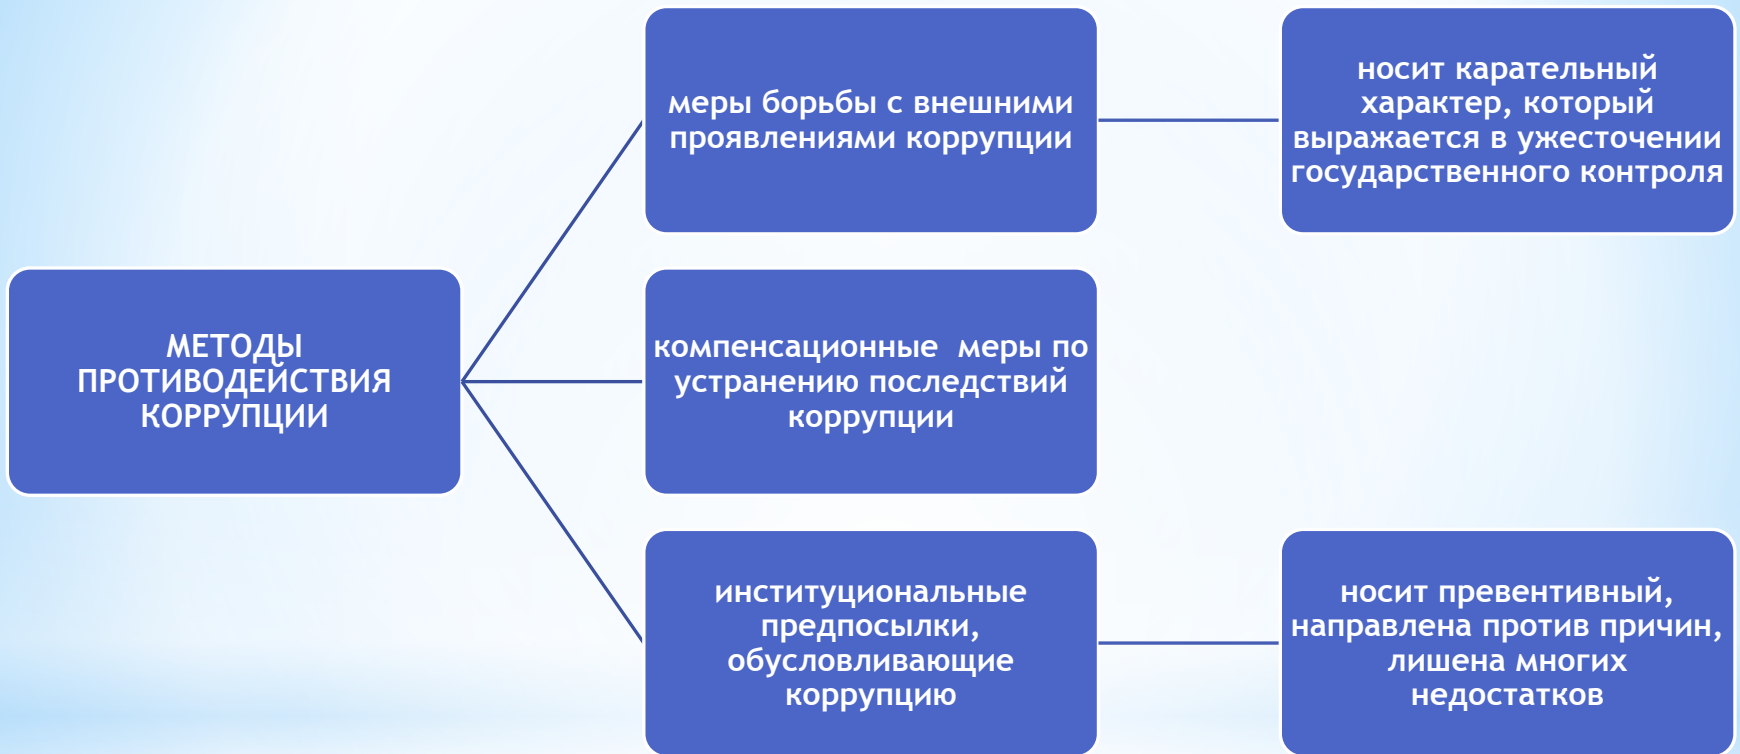 МЕТОДЫ
ПРОТИВОДЕЙСТВИЯ
КОРРУПЦИИ
меры борьбы с внешними
проявлениями коррупции
носит карательный
характер, который
выражается в ужесточении
государственного контроля
компенсационные  меры по
устранению последствий
коррупции
институциональные
предпосылки,
обусловливающие
коррупцию
носит превентивный,
направлена против причин,
лишена многих
недостатков